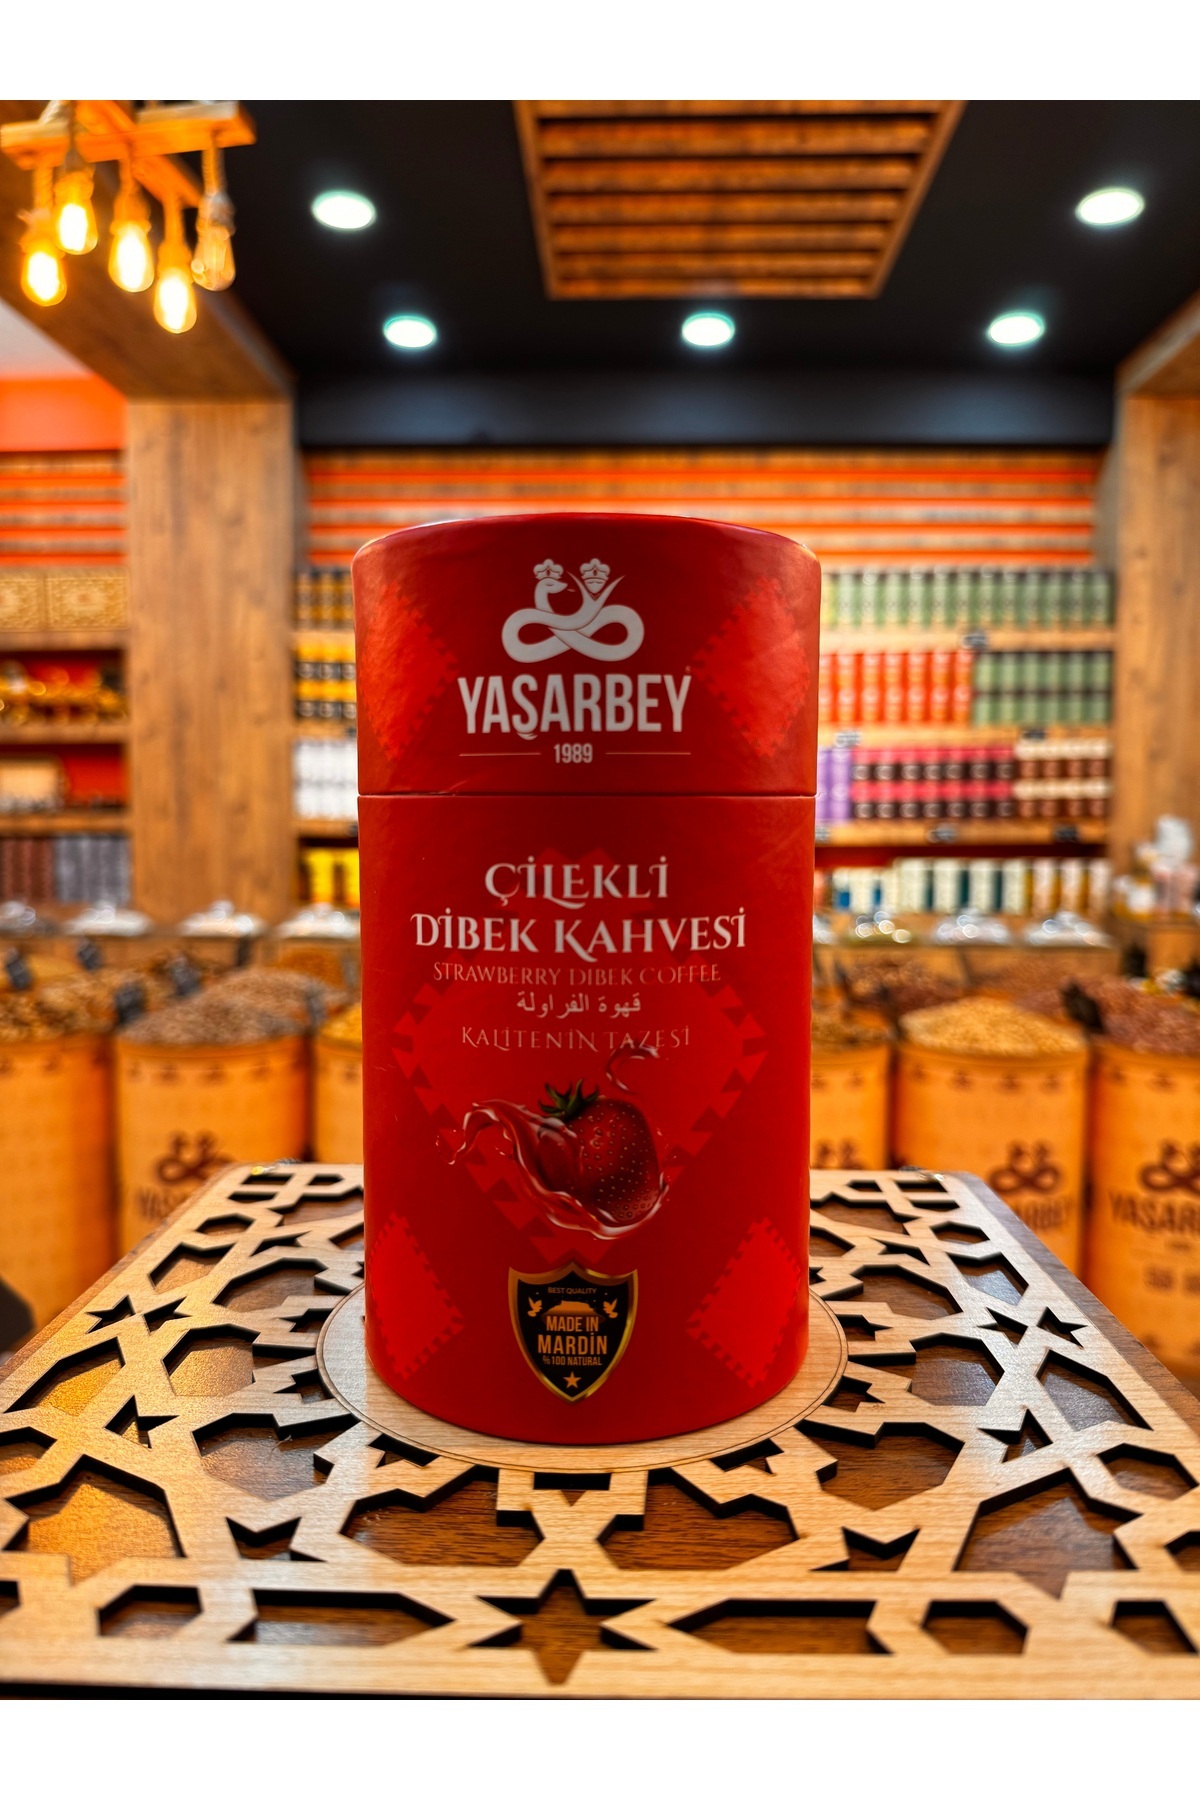 YAŞARBEY
1989
ÇİLEKLİ
DİBEK KAHVESİ
STRAWBERRY DIBEK COFFEE
قهوة الفراولة
KALİTENİN TAZESİ
BEST QUALITY
MADE IN
MARDİN
% 100 NATURAL
YAŞARBEY